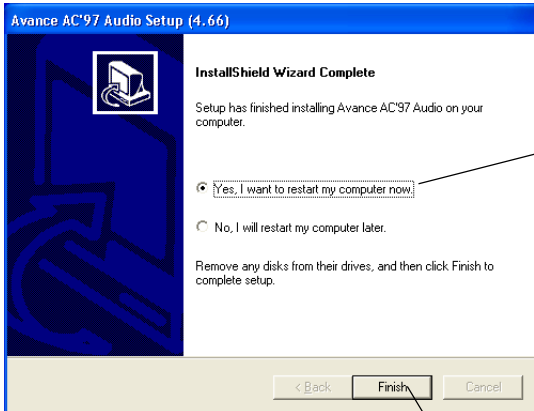 Avance AC'97 Audio Setup (4.66)
InstallShield Wizard Complete
Setup has finished installing Avance AC'97 Audio on your
computer.
Yes, I want to restart my computer now.
No, I will restart my computer later.
Remove any disks from their drives, and then click Finish to
complete setup.
< Back
Finish
Cancel